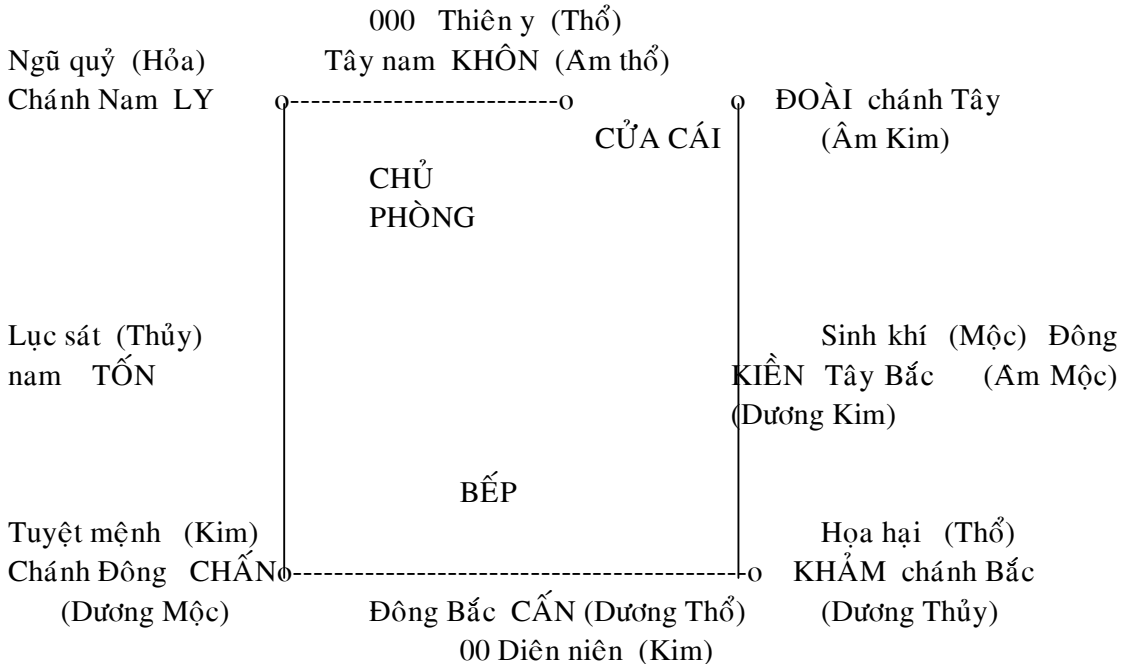 000 Thiên y (Thổ)
Ngũ quỷ (Hỏa) Tây nam KHÔN (Am thổ)
Chánh Nam LY o--------------------------o o ĐOÀI chánh Tây
CỬA CÁI (Âm Kim)
CHỦ
PHÒNG
Lục sát (Thủy) Sinh khí (Mộc) Đông
nam TỐN KIỀN Tây Bắc (Am Mộc)
(Dương Kim)
BẾP
Tuyệt mệnh (Kim) Họa hại (Thổ)
Chánh Đông CHẤNo--------------------------------------------o KHẢM chánh Bắc
(Dương Mộc) Đông Bắc CẤN (Dương Thổ) (Dương Thủy)
00 Diên niên (Kim)